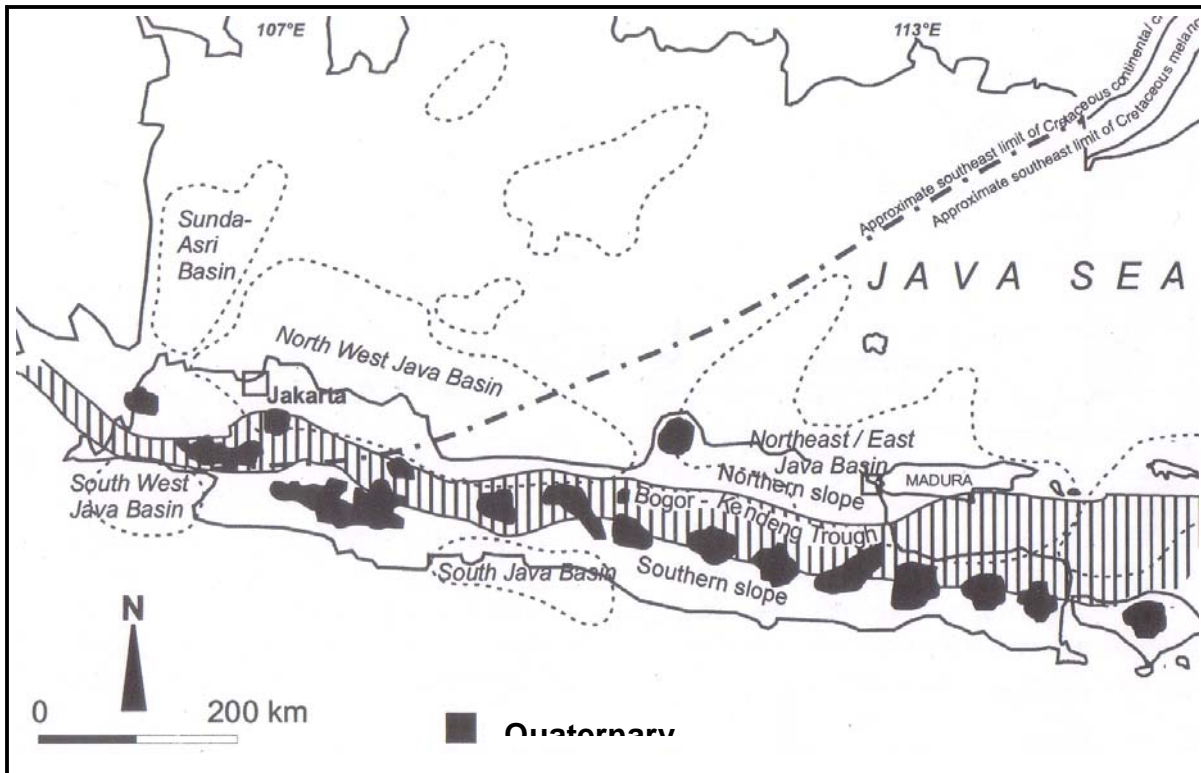 107°E
113°E
Approximate southeast limit of Cretaceous continental
Approximate southeast limit of Cretaceous
Sunda-
Asri
Basin
JAVA SEA
North West Java Basin
Jakarta
Northeast / East
Java Basin
Northern slope
MADURA
South West
Java Basin
Bogor - Kendeng Trough
South Java Basin
Southern slope
N
0 200 km
Quaternary